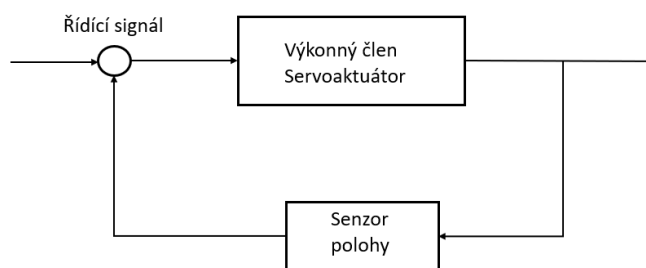 Řídící signál
Výkonný člen
Servoaktuátor
Senzor
polohy